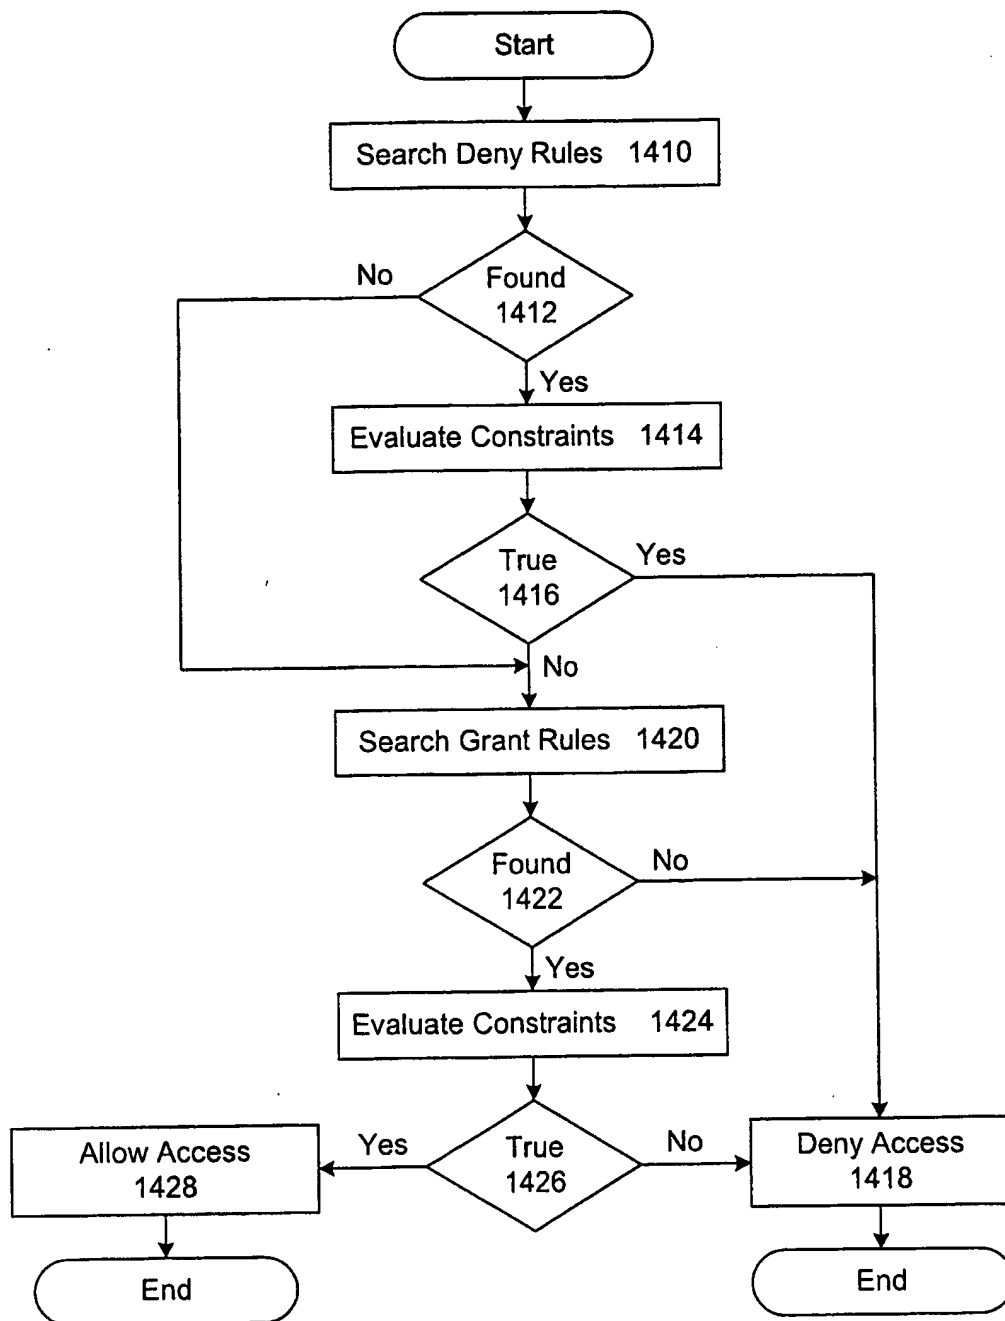 Start
Search Deny Rules 1410
No
Found
1412
Yes
Evaluate Constraints 1414
True
1416
Yes
No
Search Grant Rules 1420
Found
1422
No
Yes
Evaluate Constraints 1424
Allow Access
1428
Yes
True
1426
No
Deny Access
1418
End
End